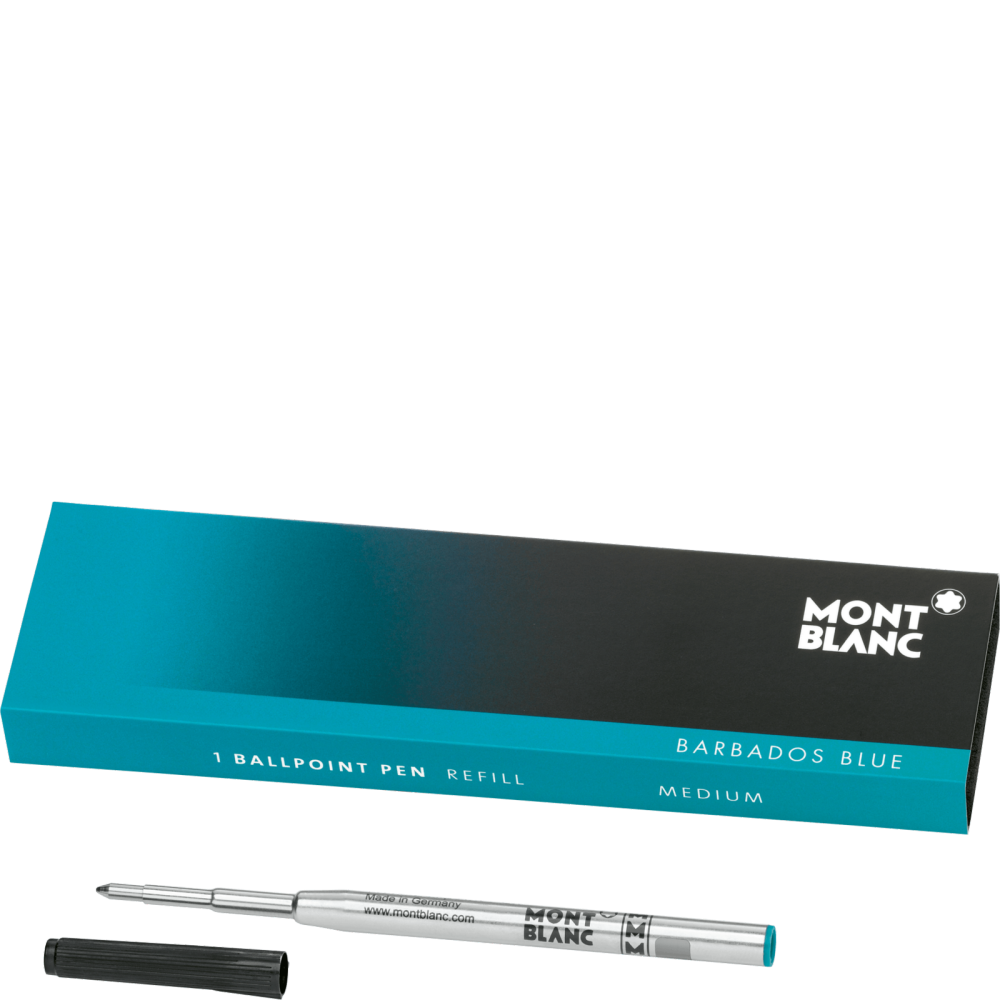 MONT
BLANC
BARBADOS BLUE
1 BALLPOINT PEN REFILL
MEDIUM
Made in Germany
www.montblanc.com
MONT
BLANC
M M M